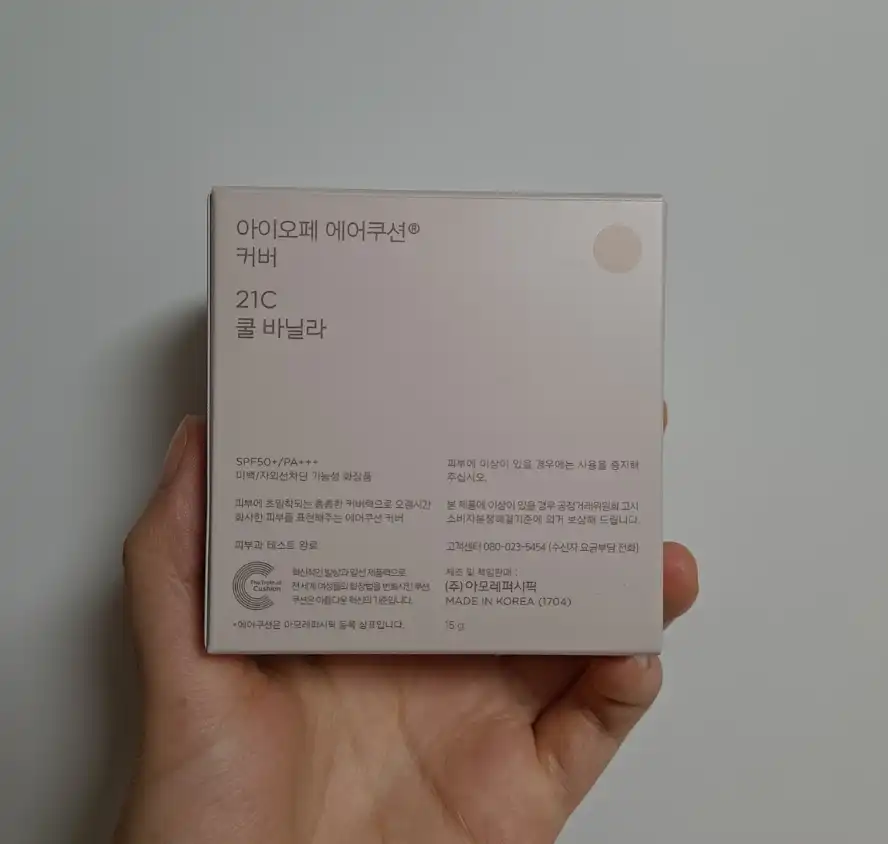 아이오페 에어쿠션®
커버
21C
쿨 바닐라
SPF50+/PA+++
미백/자외선차단 기능성 화장품
피부에 초밀착되는 촘촘한 커버력으로 오랜시간
화사한 피부를 표현해주는 에어쿠션 커버
피부과 테스트 완료
The Truth of
Cushion
혁신적인 발상과 앞선 제품력으로
전 세계 여성들의 화장법을 변화시킨 쿠션
쿠션은 아름다운 혁신의 기준입니다.
*에어쿠션은 아모레퍼시픽 등록 상표입니다.
피부에 이상이 있을 경우에는 사용을 중지해
주십시오.
본 제품에 이상이 있을 경우 공정거래위원회 고시
소비자분쟁해결기준에 의거 보상해 드립니다.
고객센터 080-023-5454 (수신자 요금부담 전화)
제조 및 책임판매 :
(주)아모레퍼시픽
MADE IN KOREA (1704)
15 g